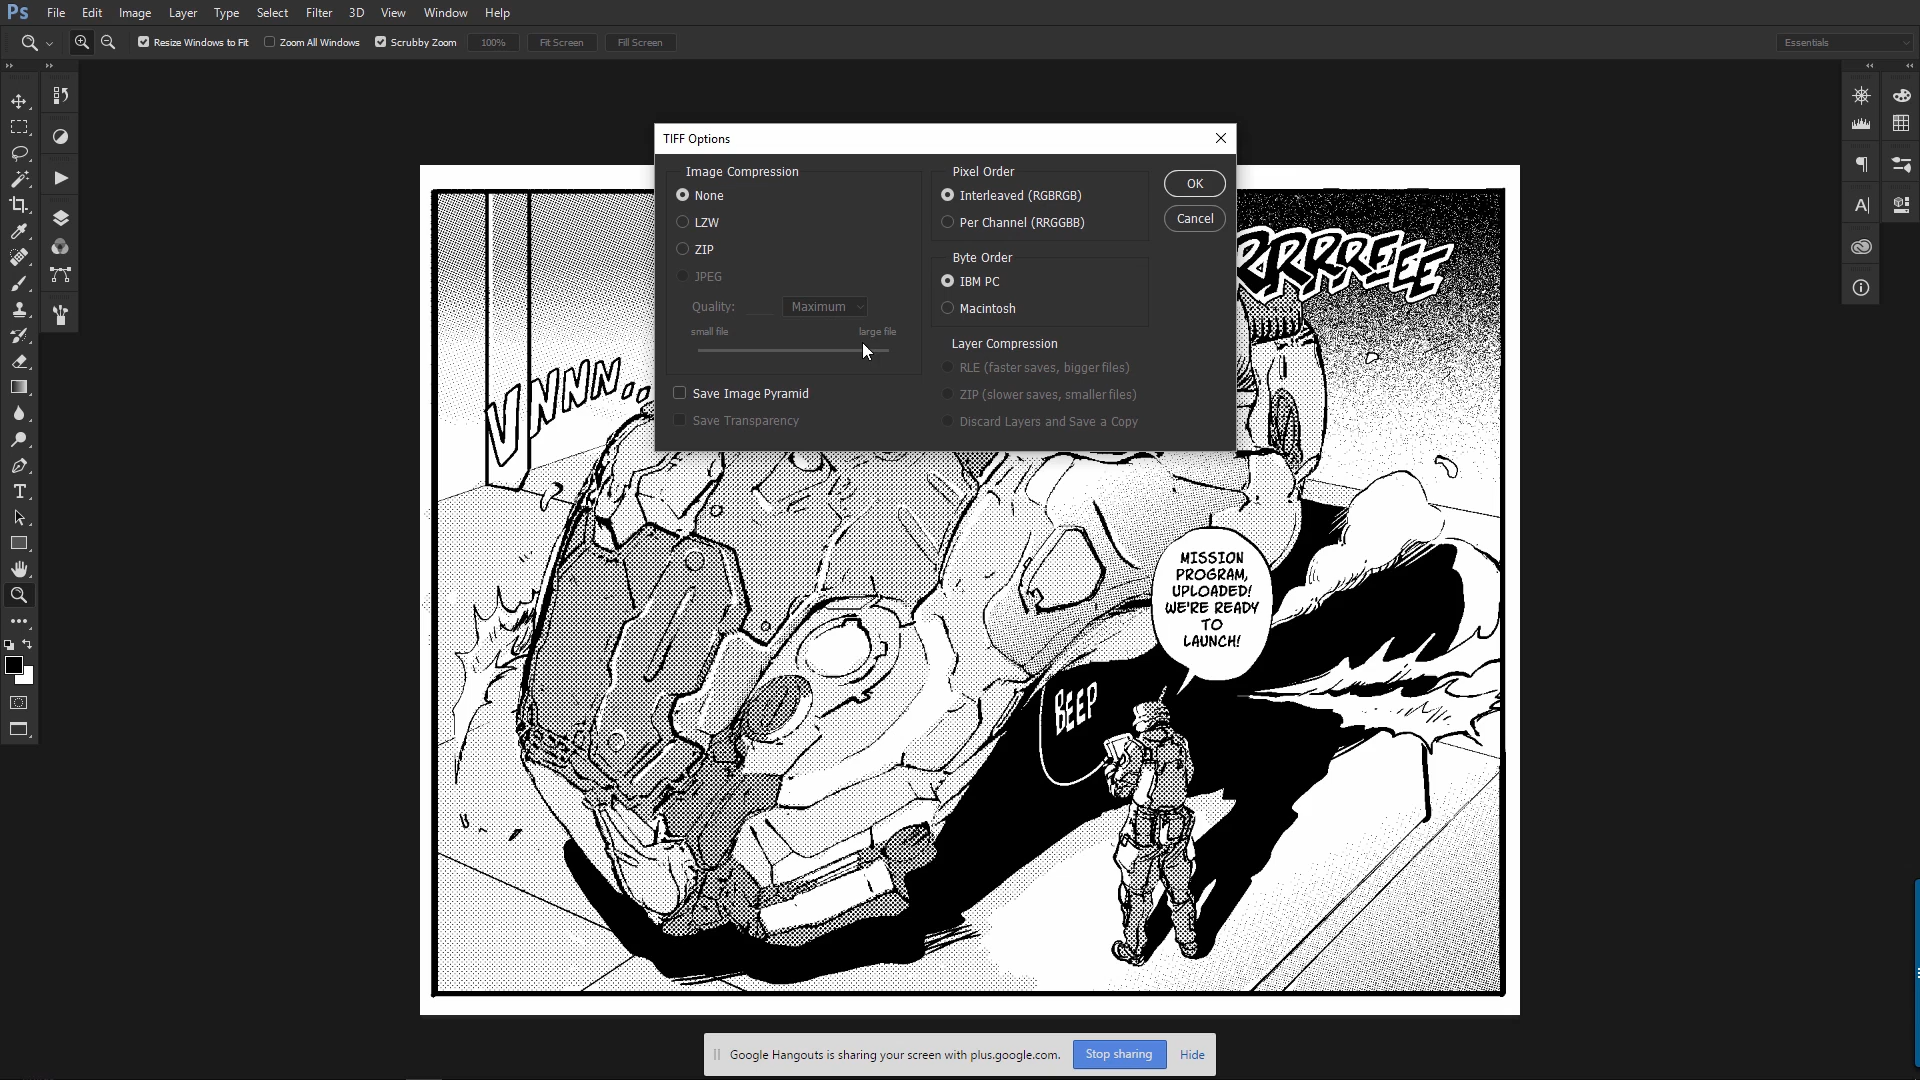 Ps File Edit Image Layer Type Select Filter 3D View Window Help
Resize Windows to Fit Zoom All Windows Scrubby Zoom 100% Fit Screen Fill Screen Essentials
TIFF Options
Image Compression
None
LZW
ZIP
JPEG
Quality: Maximum
small file large file
Save Image Pyramid
Save Transparency
Pixel Order
Interleaved (RGBRGB)
Per Channel (RRGGBB)
Byte Order
IBM PC
Macintosh
Layer Compression
RLE (faster saves, bigger files)
ZIP (slower saves, smaller files)
Discard Layers and Save a Copy
OK
Cancel
VNNN...
MISSION
PROGRAM,
UPLOADED!
WE'RE READY
TO
LAUNCH!
BEEP
Google Hangouts is sharing your screen with plus.google.com. Stop sharing Hide